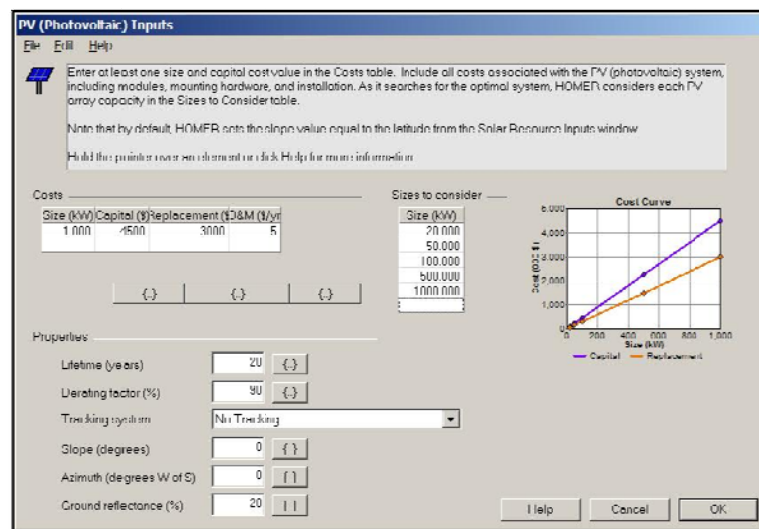 PV (Photovoltaic) Inputs
File Edit Help
Enter at least one size and capital cost value in the Costs table. Include all costs associated with the PV (photovoltaic) system,
including modules, mounting hardware, and installation. As it searches for the optimal system, HOMER considers each PV
array capacity in the Sizes to Consider table.
Note that by default, HOMER sets the slope value equal to the latitude from the Solar Resource Inputs window
Hold the pointer over an element or click Help for more information
Costs
Size (kW) Capital ($) Replacement ($ O&M ($/yr
1.000 4500 3000 5
{..} {..} {..}
Sizes to consider
Size (kW)
20.000
50.000
100.000
500.000
1000.000
Cost Curve
Cost (000 $)
5,000
4,000
3,000
2,000
1,000
0
0 200 400 600 800 1,000
Size (kW)
Capital Replacement
Properties
Lifetime (years) 20 {..}
Derating factor (%) 90 {..}
Tracking system No Tracking
Slope (degrees) 0 {..}
Azimuth (degrees W of S) 0 {..}
Ground reflectance (%) 20 {..}
Help Cancel OK